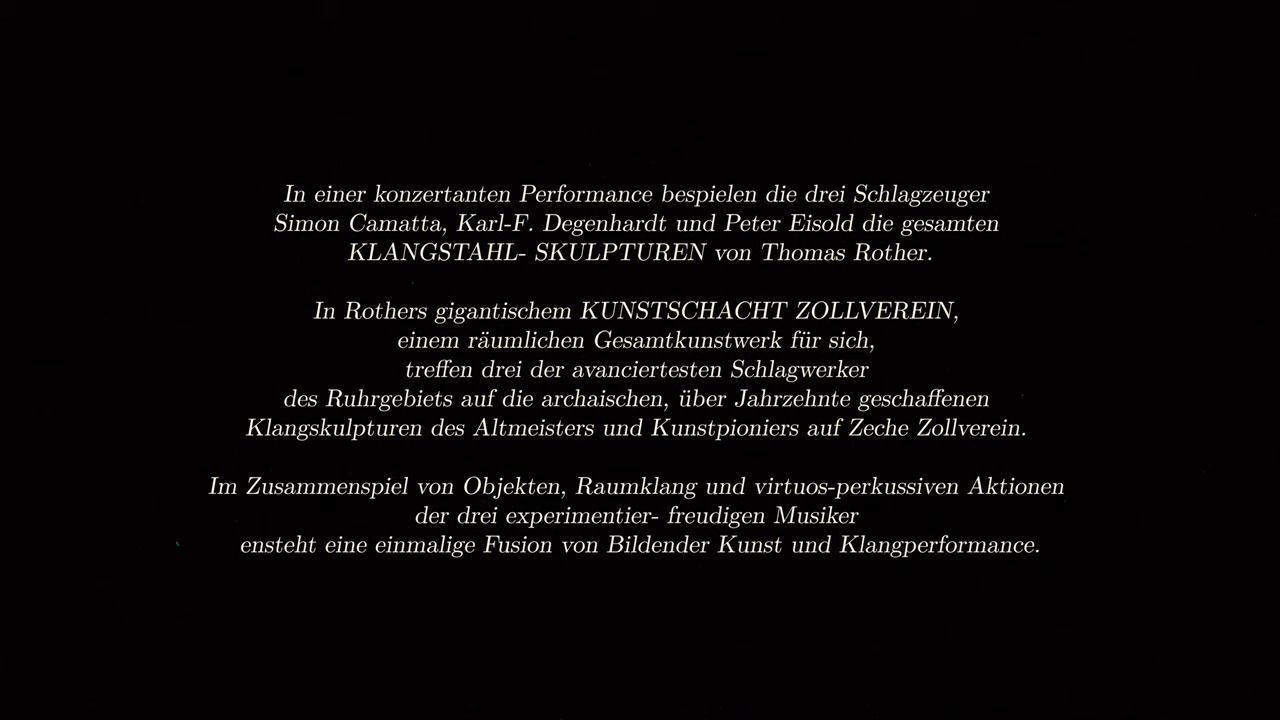 In einer konzertanten Performance bespielen die drei Schlagzeuger
Simon Camatta, Karl-F. Degenhardt und Peter Eisold die gesamten
KLANGSTAHL- SKULPTUREN von Thomas Rother.
In Rothers gigantischem KUNSTSCHACHT ZOLLVEREIN,
einem räumlichen Gesamtkunstwerk für sich,
treffen drei der avanciertesten Schlagwerker
des Ruhrgebiets auf die archaischen, über Jahrzehnte geschaffenen
Klangskulpturen des Altmeisters und Kunstpioniers auf Zeche Zollverein.
Im Zusammenspiel von Objekten, Raumklang und virtuos-perkussiven Aktionen
der drei experimentier- freudigen Musiker
ensteht eine einmalige Fusion von Bildender Kunst und Klangperformance.